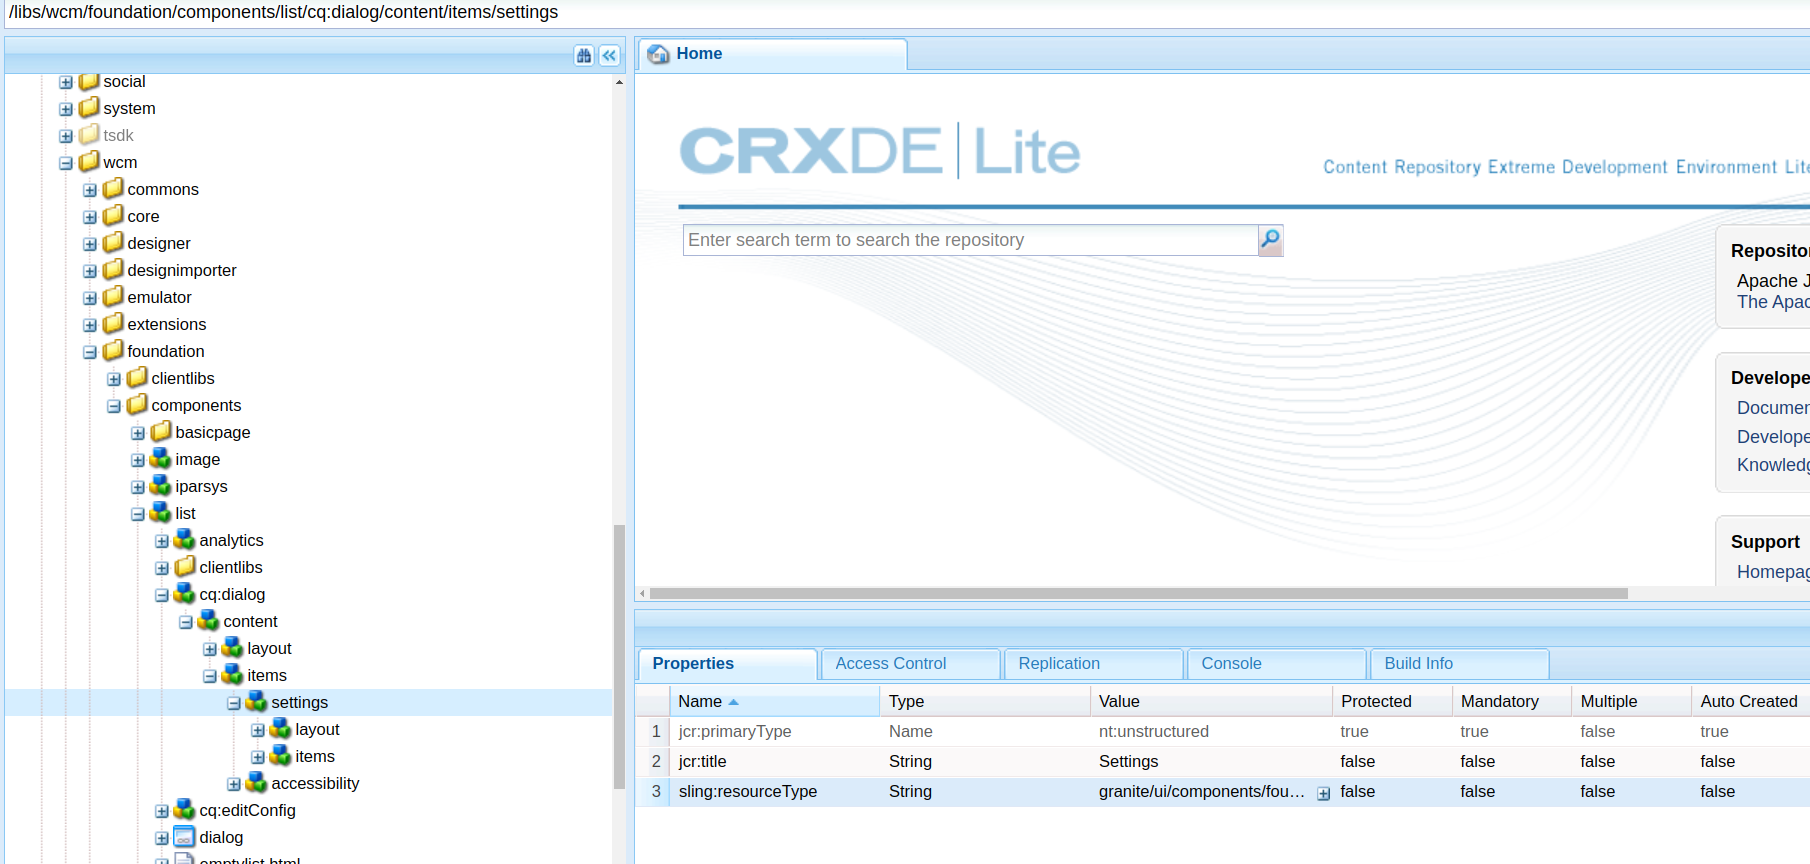 /libs/wcm/foundation/components/list/cq:dialog/content/items/settings
social
system
tsdk
wcm
commons
core
designer
designimporter
emulator
extensions
foundation
clientlibs
components
basicpage
image
iparsys
list
analytics
clientlibs
cq:dialog
content
layout
items
settings
layout
items
accessibility
cq:editConfig
dialog
emptylist.html
Home
CRXDE | Lite
Content Repository Extreme Development Environment Lite
Enter search term to search the repository
Repositor
Apache J
The Apac
Develope
Documen
Develope
Knowledg
Support
Homepag
Properties Access Control Replication Console Build Info
Name Type Value Protected Mandatory Multiple Auto Created
1 jcr:primaryType Name nt:unstructured true true false true
2 jcr:title String Settings false false false false
3 sling:resourceType String granite/ui/components/fou... false false false false